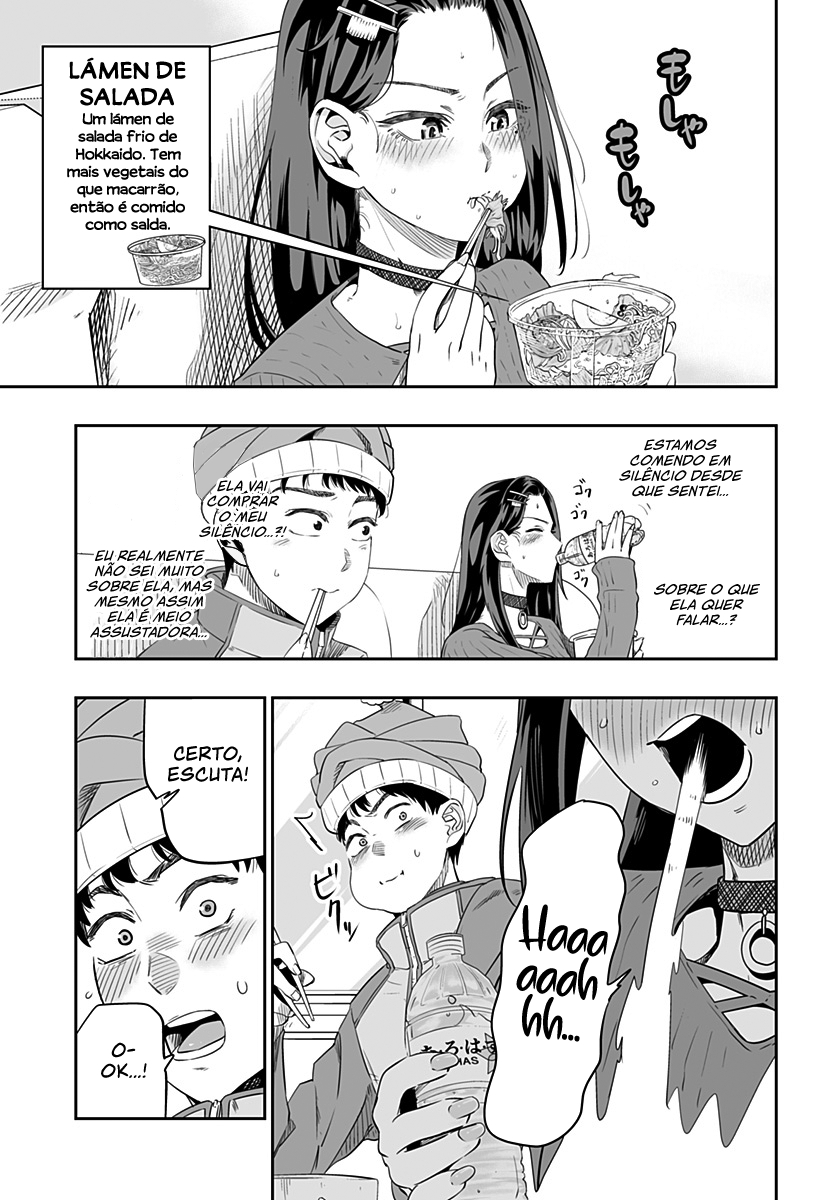 LÁMEN DE
SALADA
Um lámen de
salada frio de
Hokkaido. Tem
mais vegetais do
que macarrão,
então é comido
como salda.
もしゃ
もしゃ
ESTAMOS
COMENDO EM
SILÊNCIO DESDE
QUE SENTEI...
SOBRE O QUE
ELA QUER
FALAR...?
ゴク
ゴク
ELA VAI
COMPRAR
O MEU
SILÊNCIO...?!
EU REALMENTE
NÃO SEI MUITO
SOBRE ELA, MAS
MESMO ASSIM
ELA É MEIO
ASSUSTADORA...
Haaa
aaah
hh...
ビクッ
CERTO,
ESCUTA!
O-
OK...!